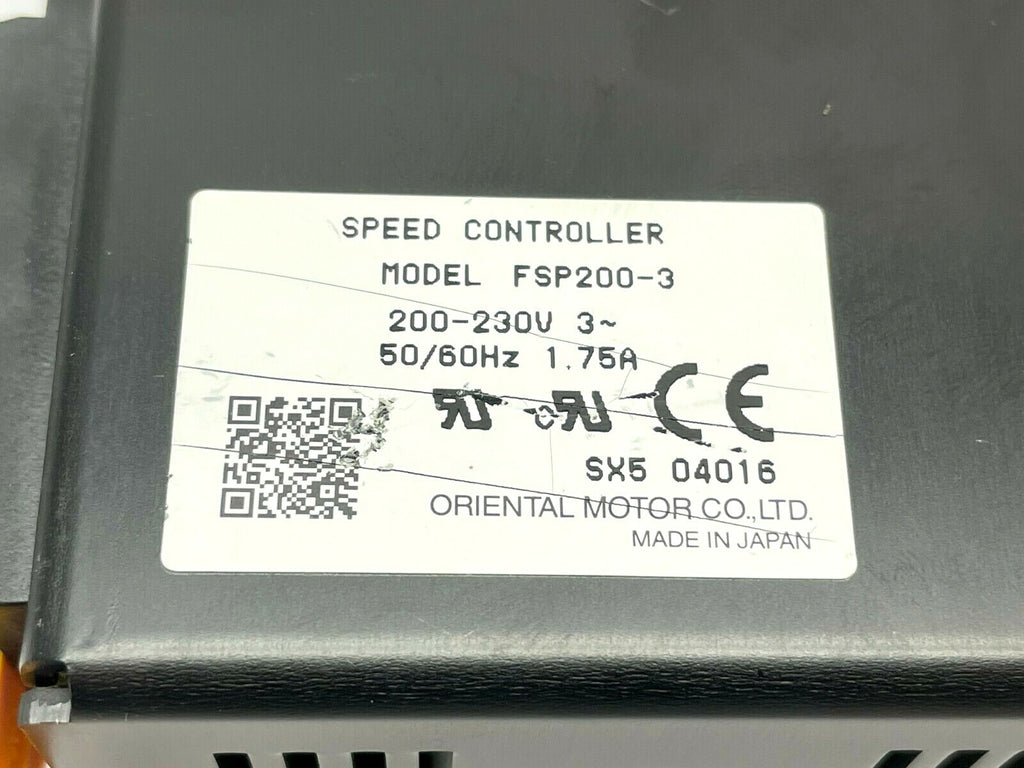 SPEED CONTROLLER
MODEL FSP200-3
200-230V 3~
50/60Hz 1.75A
CE
SX5 04016
ORIENTAL MOTOR CO.,LTD.
MADE IN JAPAN